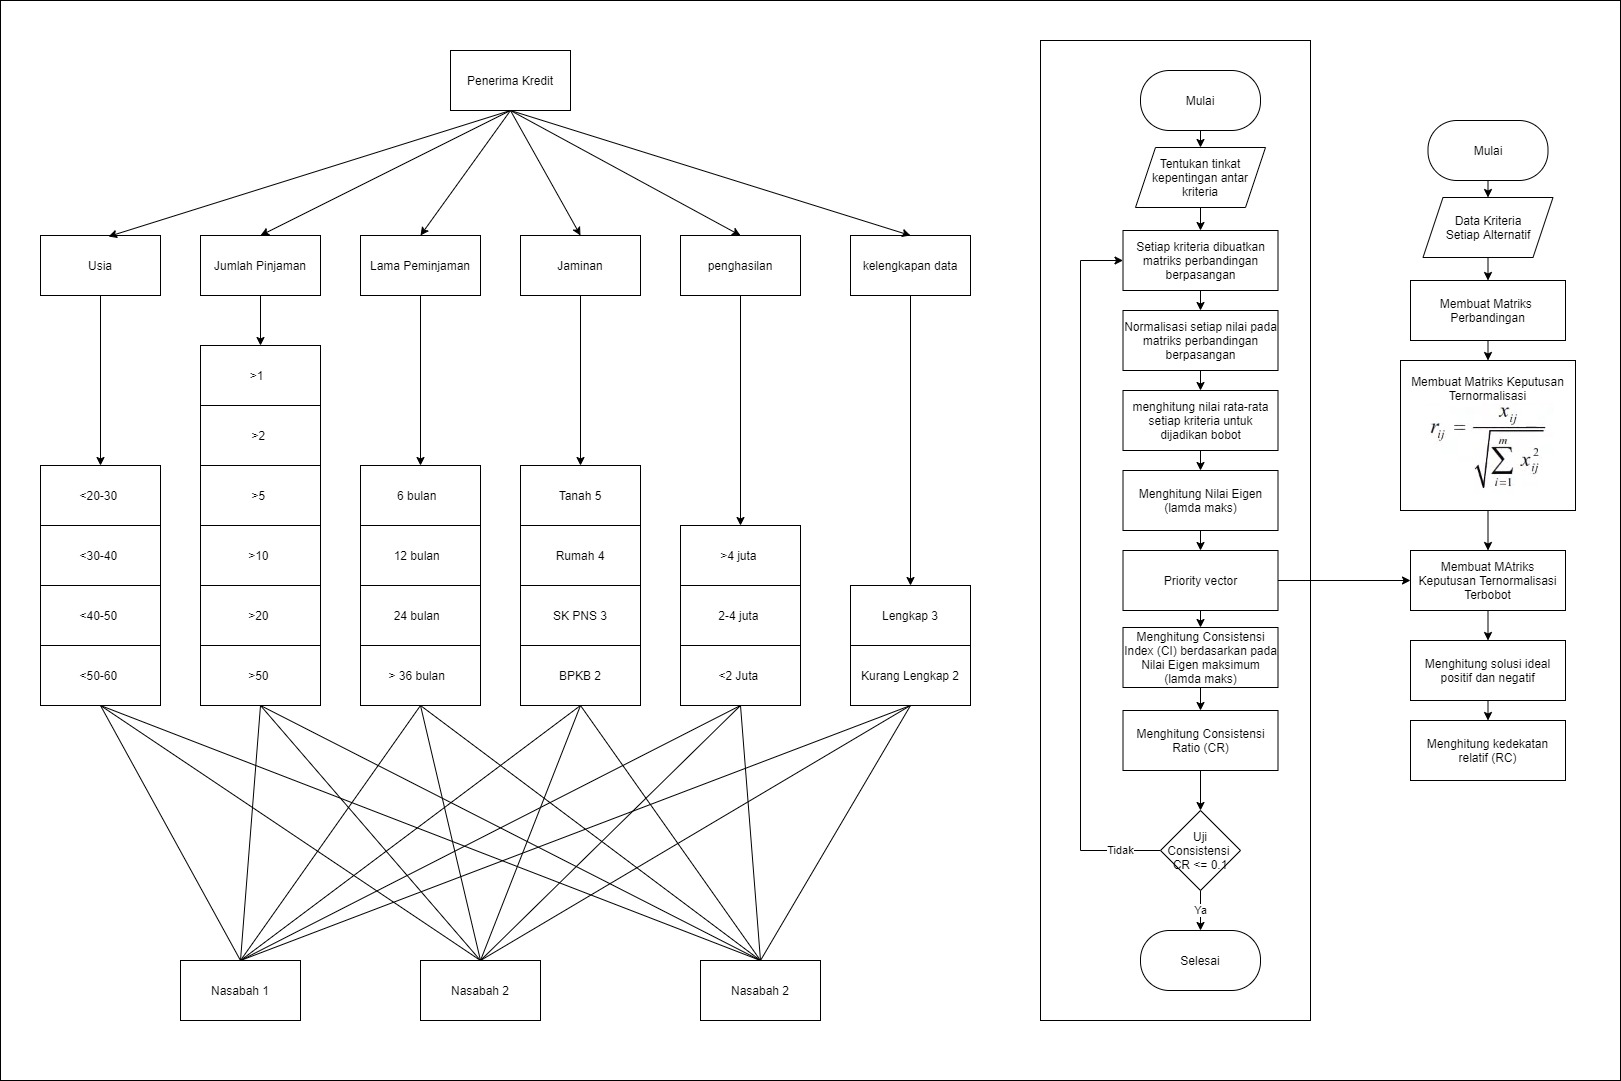 Penerima Kredit
Usia
Jumlah Pinjaman
Lama Peminjaman
Jaminan
penghasilan
kelengkapan data
<20-30
<30-40
<40-50
<50-60
>1
>2
>5
>10
>20
>50
6 bulan
12 bulan
24 bulan
> 36 bulan
Tanah 5
Rumah 4
SK PNS 3
BPKB 2
>4 juta
2-4 juta
<2 Juta
Lengkap 3
Kurang Lengkap 2
Nasabah 1
Nasabah 2
Nasabah 2
Mulai
Tentukan tinkat
kepentingan antar
kriteria
Setiap kriteria dibuatkan
matriks perbandingan
berpasangan
Normalisasi setiap nilai pada
matriks perbandingan
berpasangan
menghitung nilai rata-rata
setiap kriteria untuk
dijadikan bobot
Menghitung Nilai Eigen
(lamda maks)
Priority vector
Menghitung Consistensi
Index (CI) berdasarkan pada
Nilai Eigen maksimum
(lamda maks)
Menghitung Consistensi
Ratio (CR)
Uji
Consistensi
CR <= 0.1
Tidak
Ya
Selesai
Mulai
Data Kriteria
Setiap Alternatif
Membuat Matriks
Perbandingan
Membuat Matriks Keputusan
Ternormalisasi
r_{ij} = \frac{x_{ij}}{\sqrt{\sum_{i=1}^{m} x_{ij}^{2}}}
Membuat MAtriks
Keputusan Ternormalisasi
Terbobot
Menghitung solusi ideal
positif dan negatif
Menghitung kedekatan
relatif (RC)